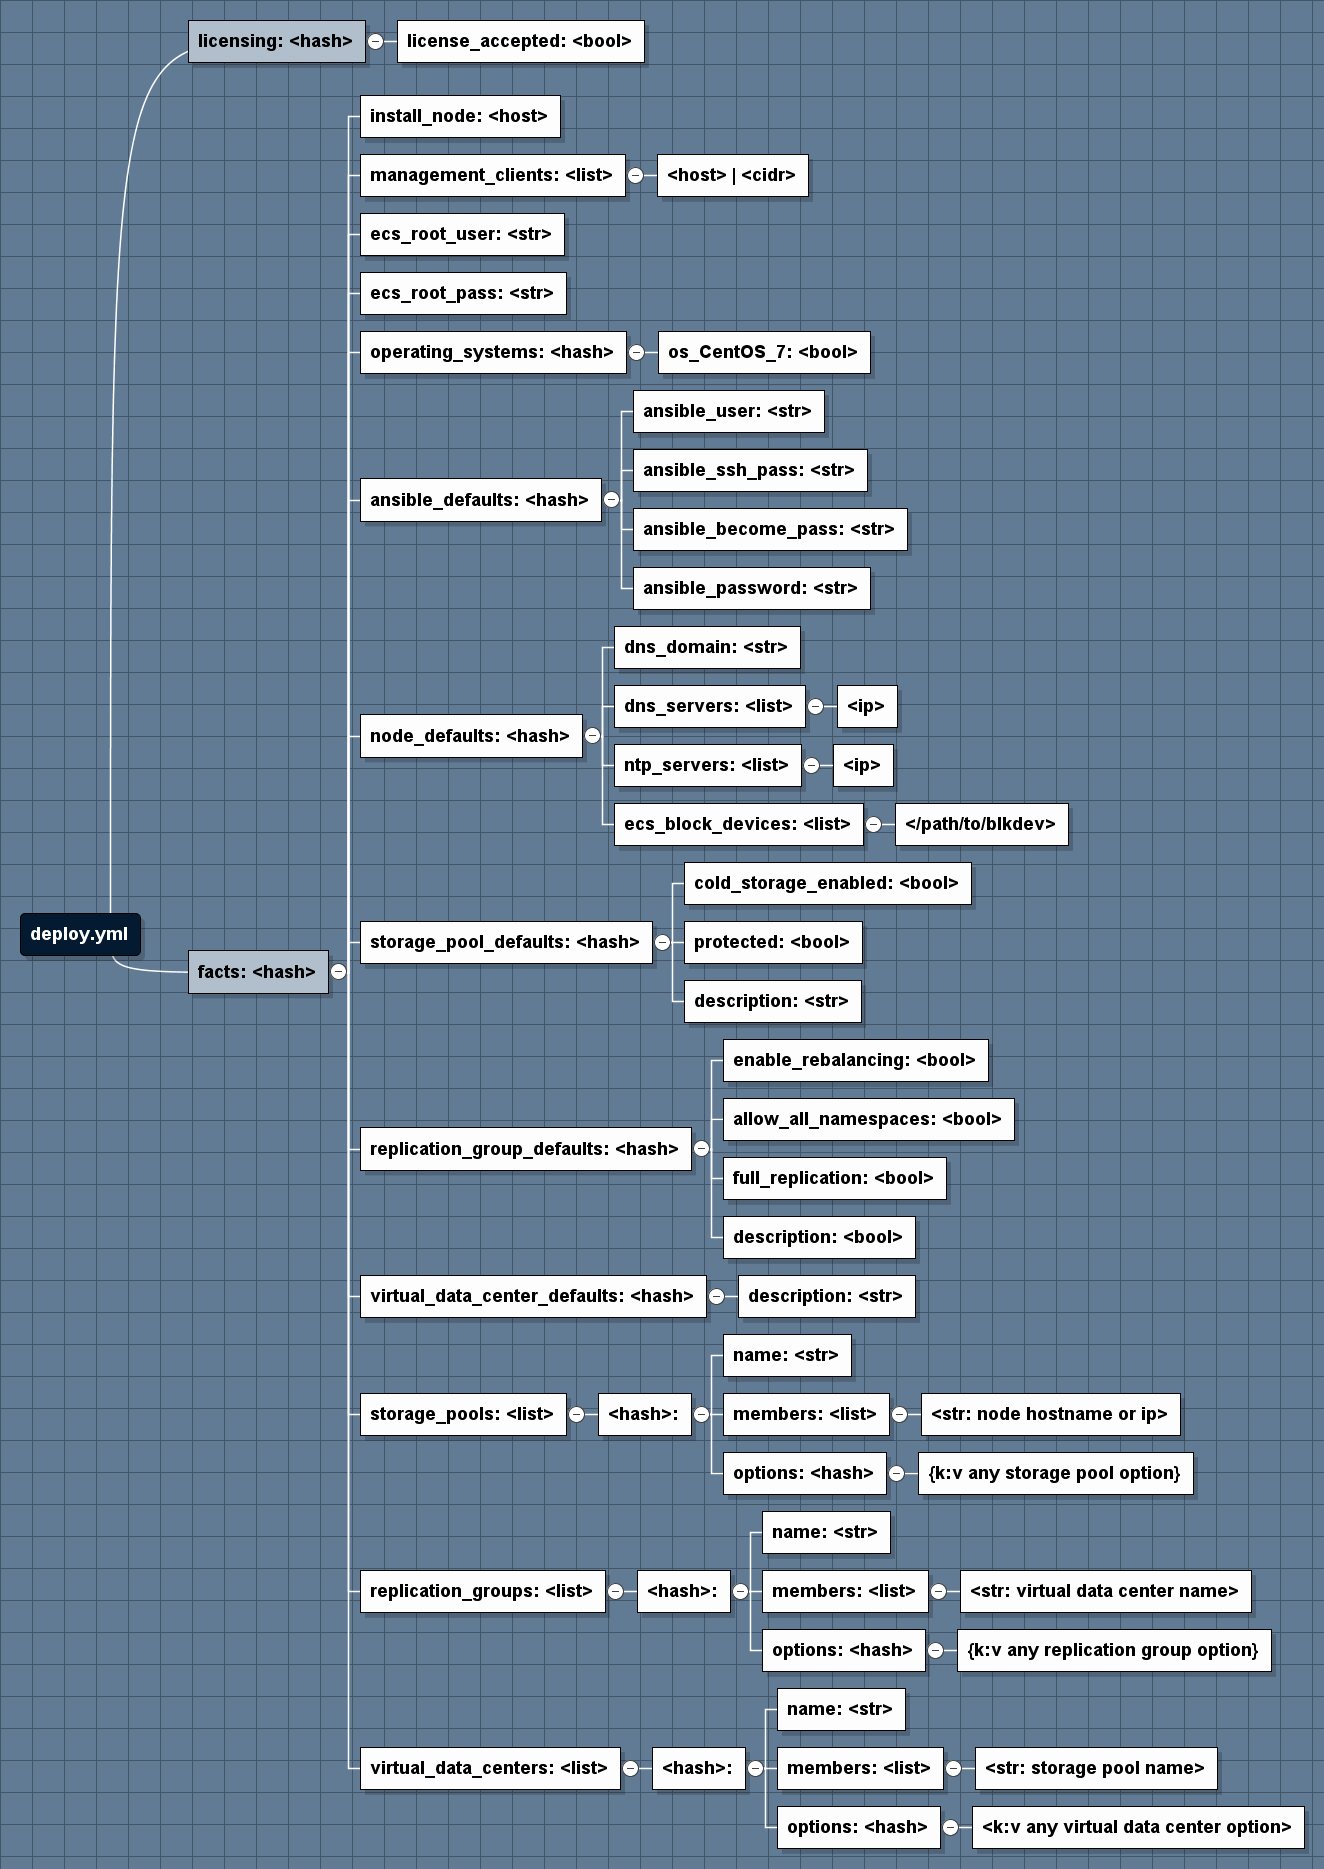 licensing: <hash>
license_accepted: <bool>
install_node: <host>
management_clients: <list>
<host> | <cidr>
ecs_root_user: <str>
ecs_root_pass: <str>
operating_systems: <hash>
os_CentOS_7: <bool>
ansible_user: <str>
ansible_ssh_pass: <str>
ansible_defaults: <hash>
ansible_become_pass: <str>
ansible_password: <str>
dns_domain: <str>
dns_servers: <list>
<ip>
node_defaults: <hash>
ntp_servers: <list>
<ip>
ecs_block_devices: <list>
</path/to/blkdev>
cold_storage_enabled: <bool>
deploy.yml
storage_pool_defaults: <hash>
protected: <bool>
facts: <hash>
description: <str>
enable_rebalancing: <bool>
allow_all_namespaces: <bool>
replication_group_defaults: <hash>
full_replication: <bool>
description: <bool>
virtual_data_center_defaults: <hash>
description: <str>
name: <str>
storage_pools: <list>
<hash>:
members: <list>
<str: node hostname or ip>
options: <hash>
{k:v any storage pool option}
name: <str>
replication_groups: <list>
<hash>:
members: <list>
<str: virtual data center name>
options: <hash>
{k:v any replication group option}
name: <str>
virtual_data_centers: <list>
<hash>:
members: <list>
<str: storage pool name>
options: <hash>
<k:v any virtual data center option>